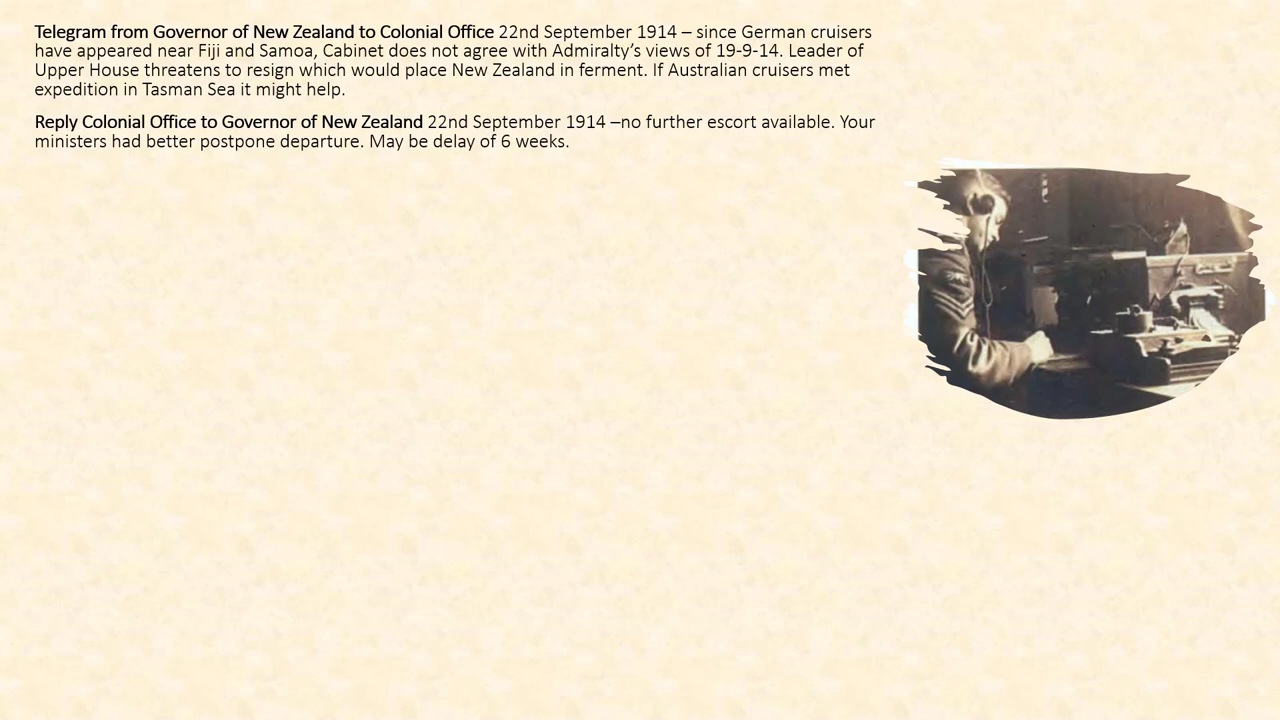 Telegram from Governor of New Zealand to Colonial Office 22nd September 1914 – since German cruisers
have appeared near Fiji and Samoa, Cabinet does not agree with Admiralty’s views of 19-9-14. Leader of
Upper House threatens to resign which would place New Zealand in ferment. If Australian cruisers met
expedition in Tasman Sea it might help.
Reply Colonial Office to Governor of New Zealand 22nd September 1914 –no further escort available. Your
ministers had better postpone departure. May be delay of 6 weeks.